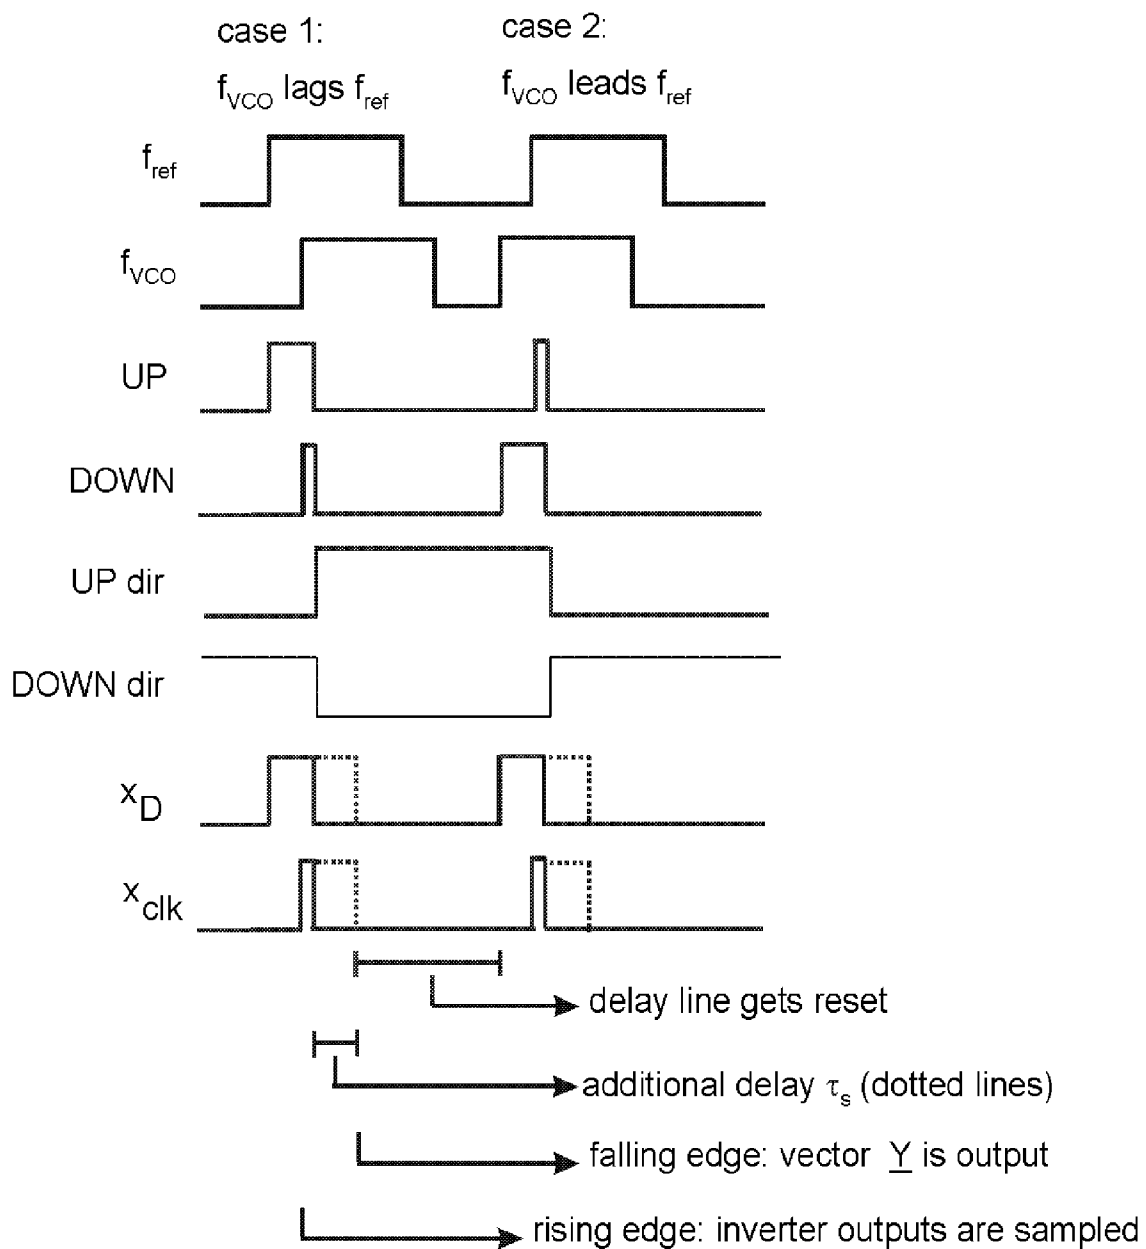 case 1:
case 2:
fVCO lags fref
fVCO leads fref
fref
fVCO
UP
DOWN
UP dir
DOWN dir
xD
xclk
delay line gets reset
additional delay τs (dotted lines)
falling edge: vector Y is output
rising edge: inverter outputs are sampled